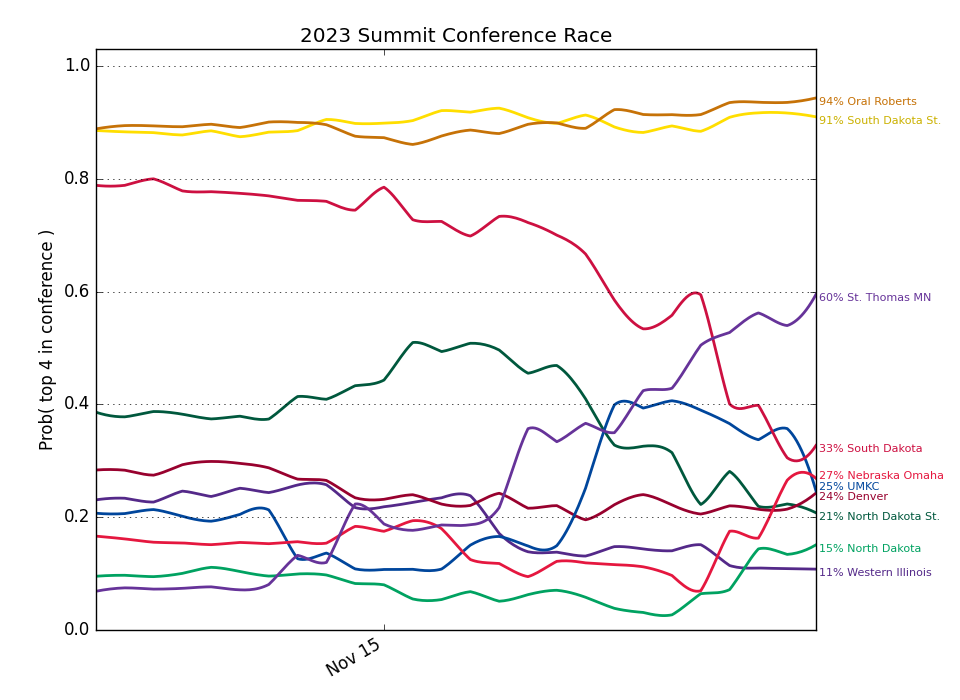 2023 Summit Conference Race
Prob( top 4 in conference )
1.0
0.8
0.6
0.4
0.2
0.0
Nov 15
94% Oral Roberts
91% South Dakota St.
60% St. Thomas MN
33% South Dakota
27% Nebraska Omaha
25% UMKC
24% Denver
21% North Dakota St.
15% North Dakota
11% Western Illinois